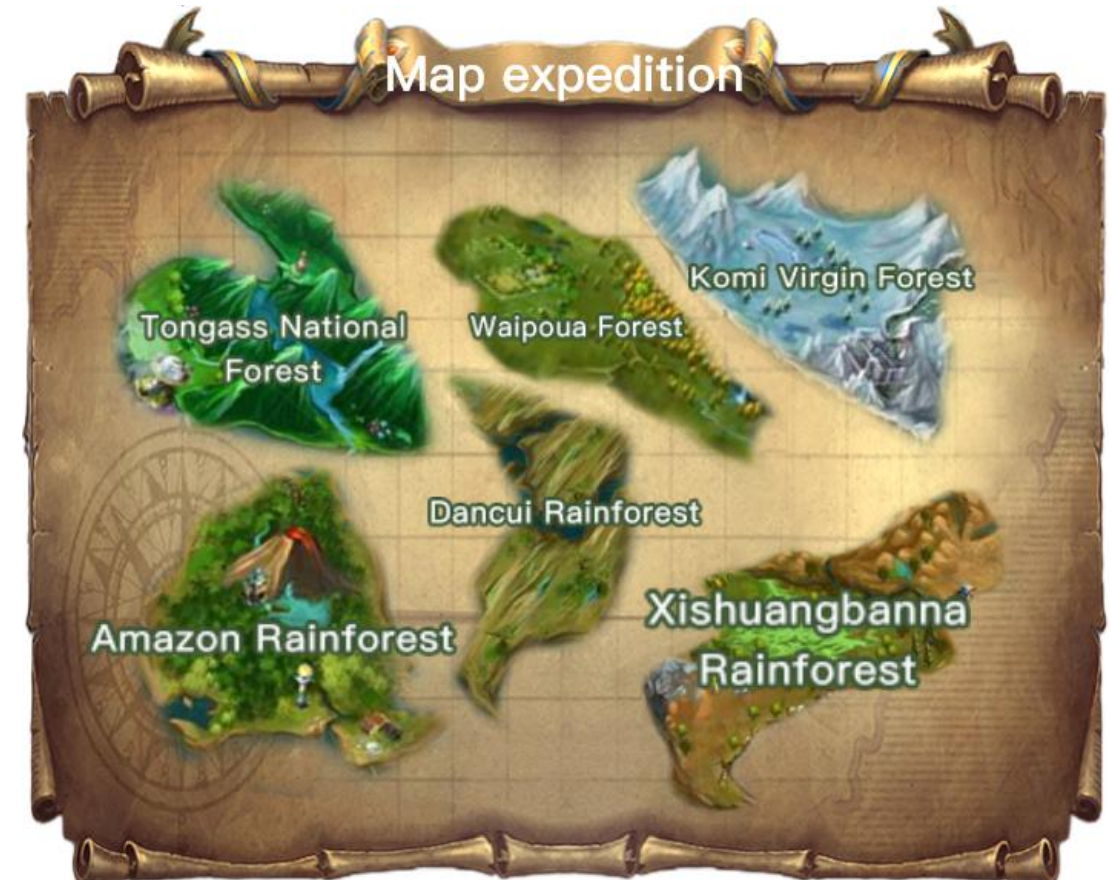 Map expedition
Tongass National
Forest
Waipoua Forest
Komi Virgin Forest
Dancui Rainforest
Amazon Rainforest
Xishuangbanna
Rainforest